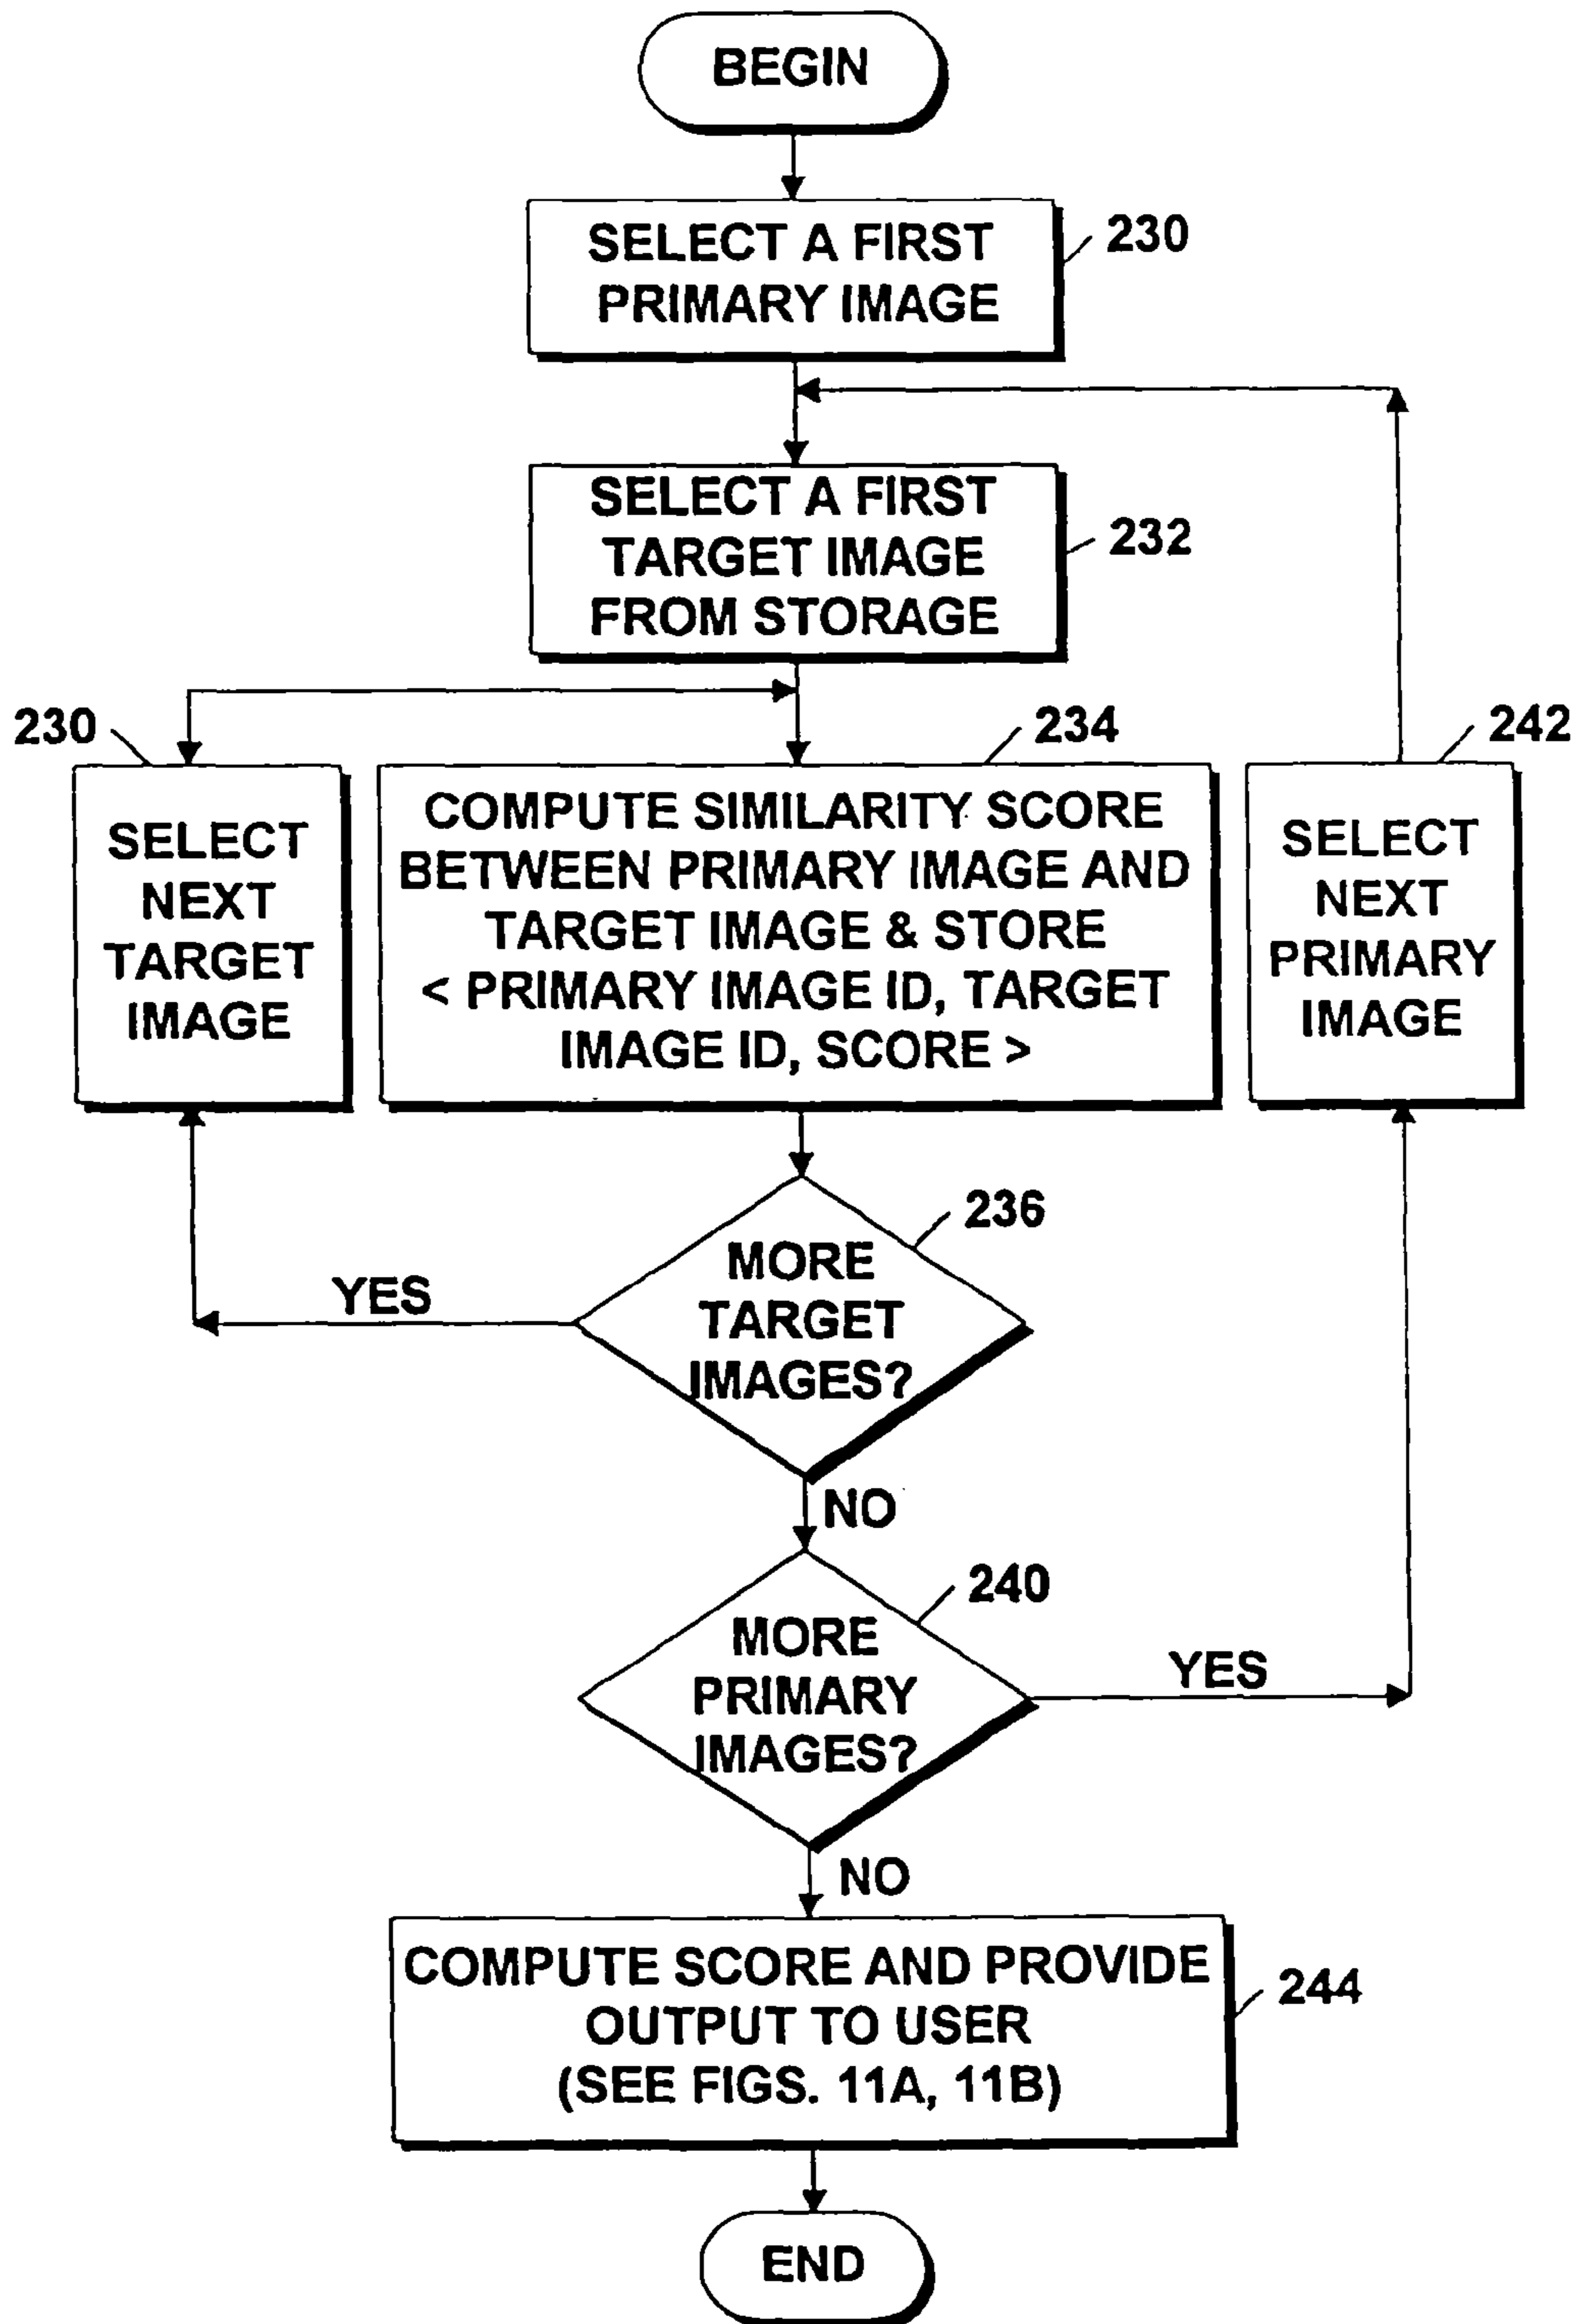 BEGIN
SELECT A FIRST
PRIMARY IMAGE
230
SELECT A FIRST
TARGET IMAGE
FROM STORAGE
232
230
SELECT
NEXT
TARGET
IMAGE
234
COMPUTE SIMILARITY SCORE
BETWEEN PRIMARY IMAGE AND
TARGET IMAGE & STORE
< PRIMARY IMAGE ID, TARGET
IMAGE ID, SCORE >
242
SELECT
NEXT
PRIMARY
IMAGE
236
MORE
TARGET
IMAGES?
YES
NO
240
MORE
PRIMARY
IMAGES?
YES
NO
COMPUTE SCORE AND PROVIDE
OUTPUT TO USER
(SEE FIGS. 11A, 11B)
244
END